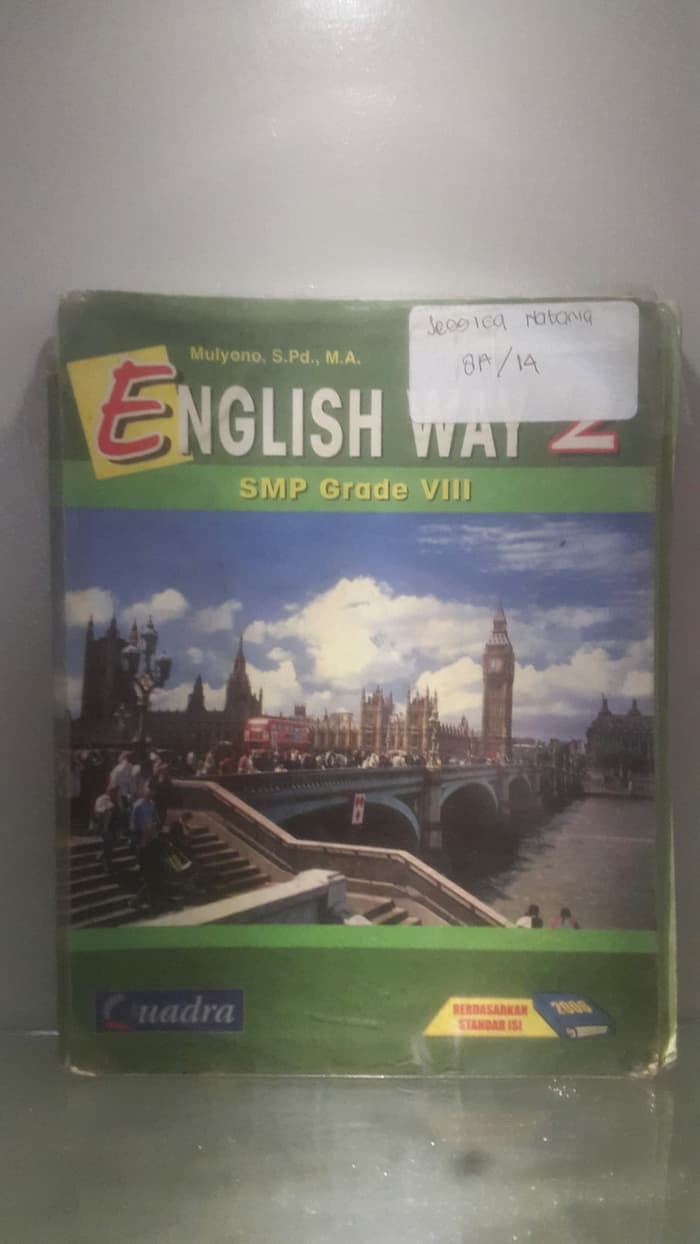 Jessica Natania
8A/14
Mulyono, S.Pd., M.A.
ENGLISH WAY 2
SMP Grade VIII
Quadra
BERDASARKAN
STANDAR ISI
2006